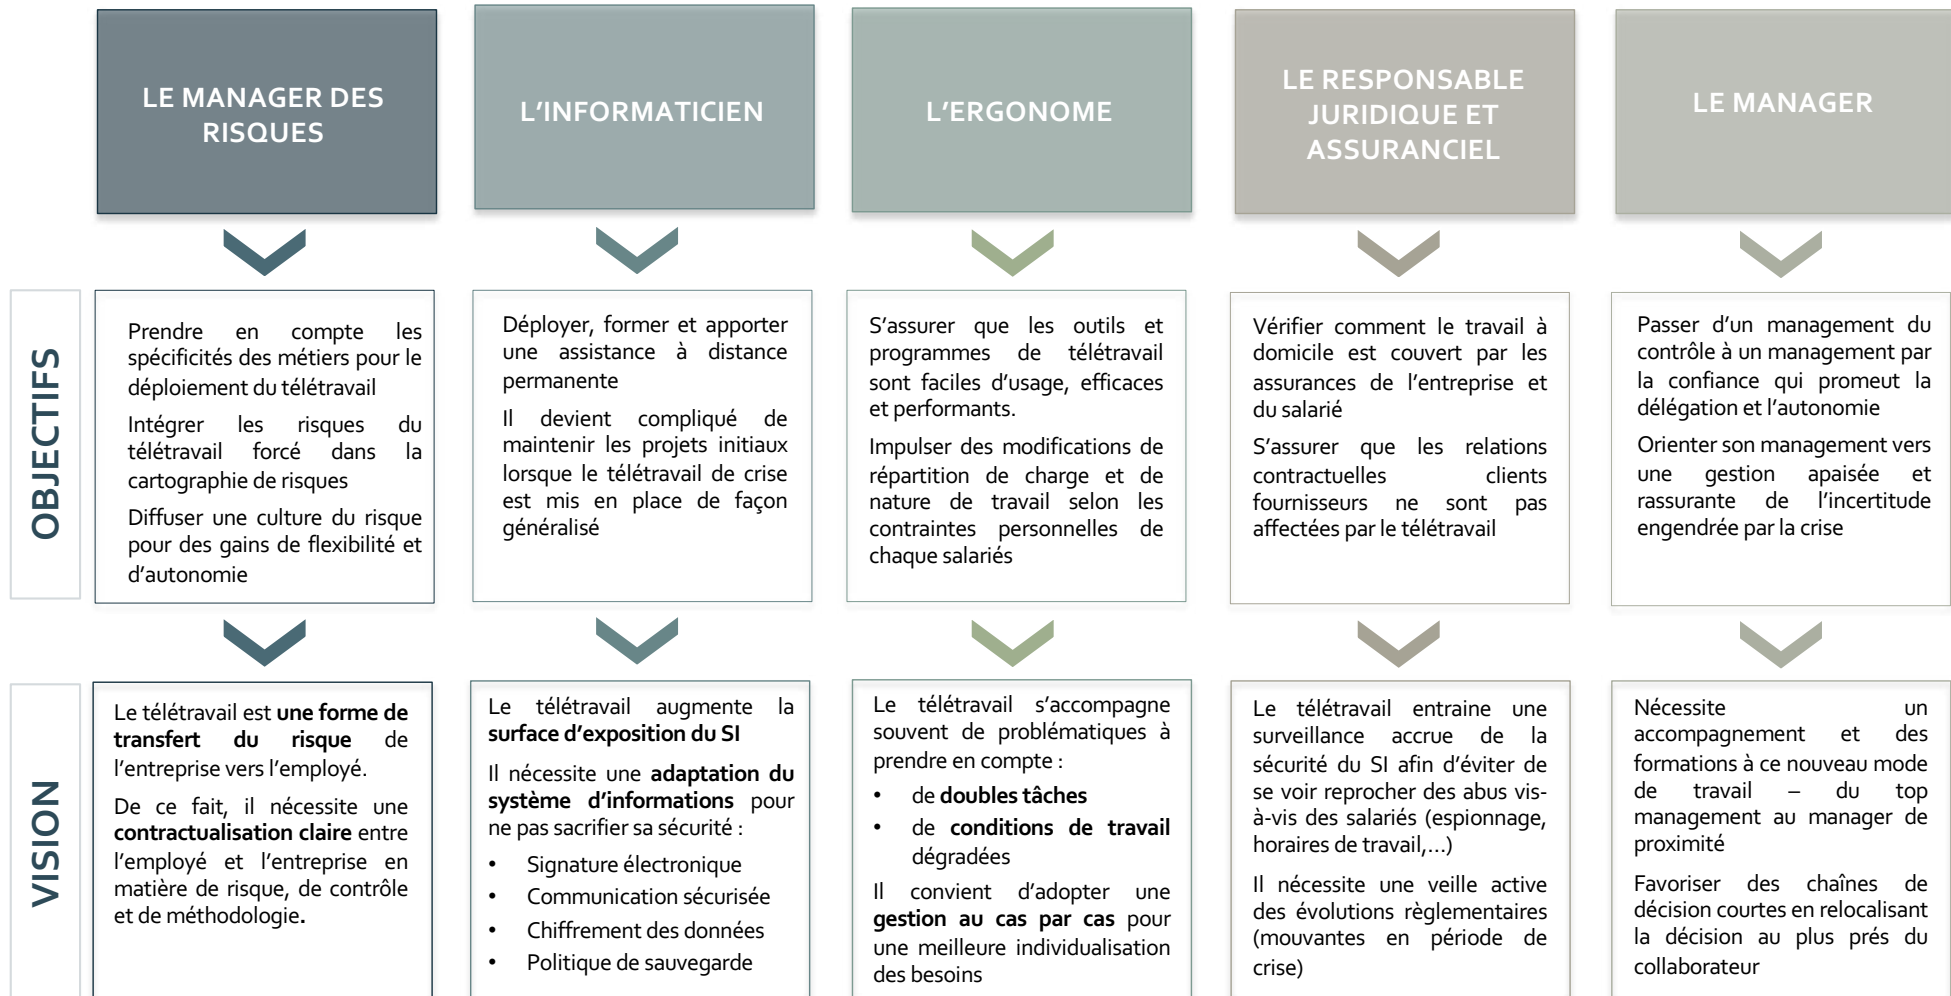 LE MANAGER DES
RISQUES
L'INFORMATICIEN
L'ERGONOME
LE RESPONSABLE
JURIDIQUE ET
ASSURANCIEL
LE MANAGER
OBJECTIFS
Prendre en compte les
spécificités des métiers pour le
déploiement du télétravail
Intégrer les risques du
télétravail forcé dans la
cartographie de risques
Diffuser une culture du risque
pour des gains de flexibilité et
d'autonomie
Déployer, former et apporter
une assistance à distance
permanente
Il devient compliqué de
maintenir les projets initiaux
lorsque le télétravail de crise
est mis en place de façon
généralisé
S'assurer que les outils et
programmes de télétravail
sont faciles d'usage, efficaces
et performants.
Impulser des modifications de
répartition de charge et de
nature de travail selon les
contraintes personnelles de
chaque salariés
Vérifier comment le travail à
domicile est couvert par les
assurances de l'entreprise et
du salarié
S'assurer que les relations
contractuelles clients
fournisseurs ne sont pas
affectées par le télétravail
Passer d'un management du
contrôle à un management par
la confiance qui promeut la
délégation et l'autonomie
Orienter son management vers
une gestion apaisée et
rassurante de l'incertitude
engendrée par la crise
VISION
Le télétravail est une forme de
transfert du risque de
l'entreprise vers l'employé.
De ce fait, il nécessite une
contractualisation claire entre
l'employé et l'entreprise en
matière de risque, de contrôle
et de méthodologie.
Le télétravail augmente la
surface d'exposition du SI
Il nécessite une adaptation du
système d'informations pour
ne pas sacrifier sa sécurité :
• Signature électronique
• Communication sécurisée
• Chiffrement des données
• Politique de sauvegarde
Le télétravail s'accompagne
souvent de problématiques à
prendre en compte :
• de doubles tâches
• de conditions de travail
dégradées
Il convient d'adopter une
gestion au cas par cas pour
une meilleure individualisation
des besoins
Le télétravail entraine une
surveillance accrue de la
sécurité du SI afin d'éviter de
se voir reprocher des abus vis-
à-vis des salariés (espionnage,
horaires de travail,...)
Il nécessite une veille active
des évolutions règlementaires
(mouvantes en période de
crise)
Nécessite un
accompagnement et des
formations à ce nouveau mode
de travail – du top
management au manager de
proximité
Favoriser des chaînes de
décision courtes en relocalisant
la décision au plus prés du
collaborateur